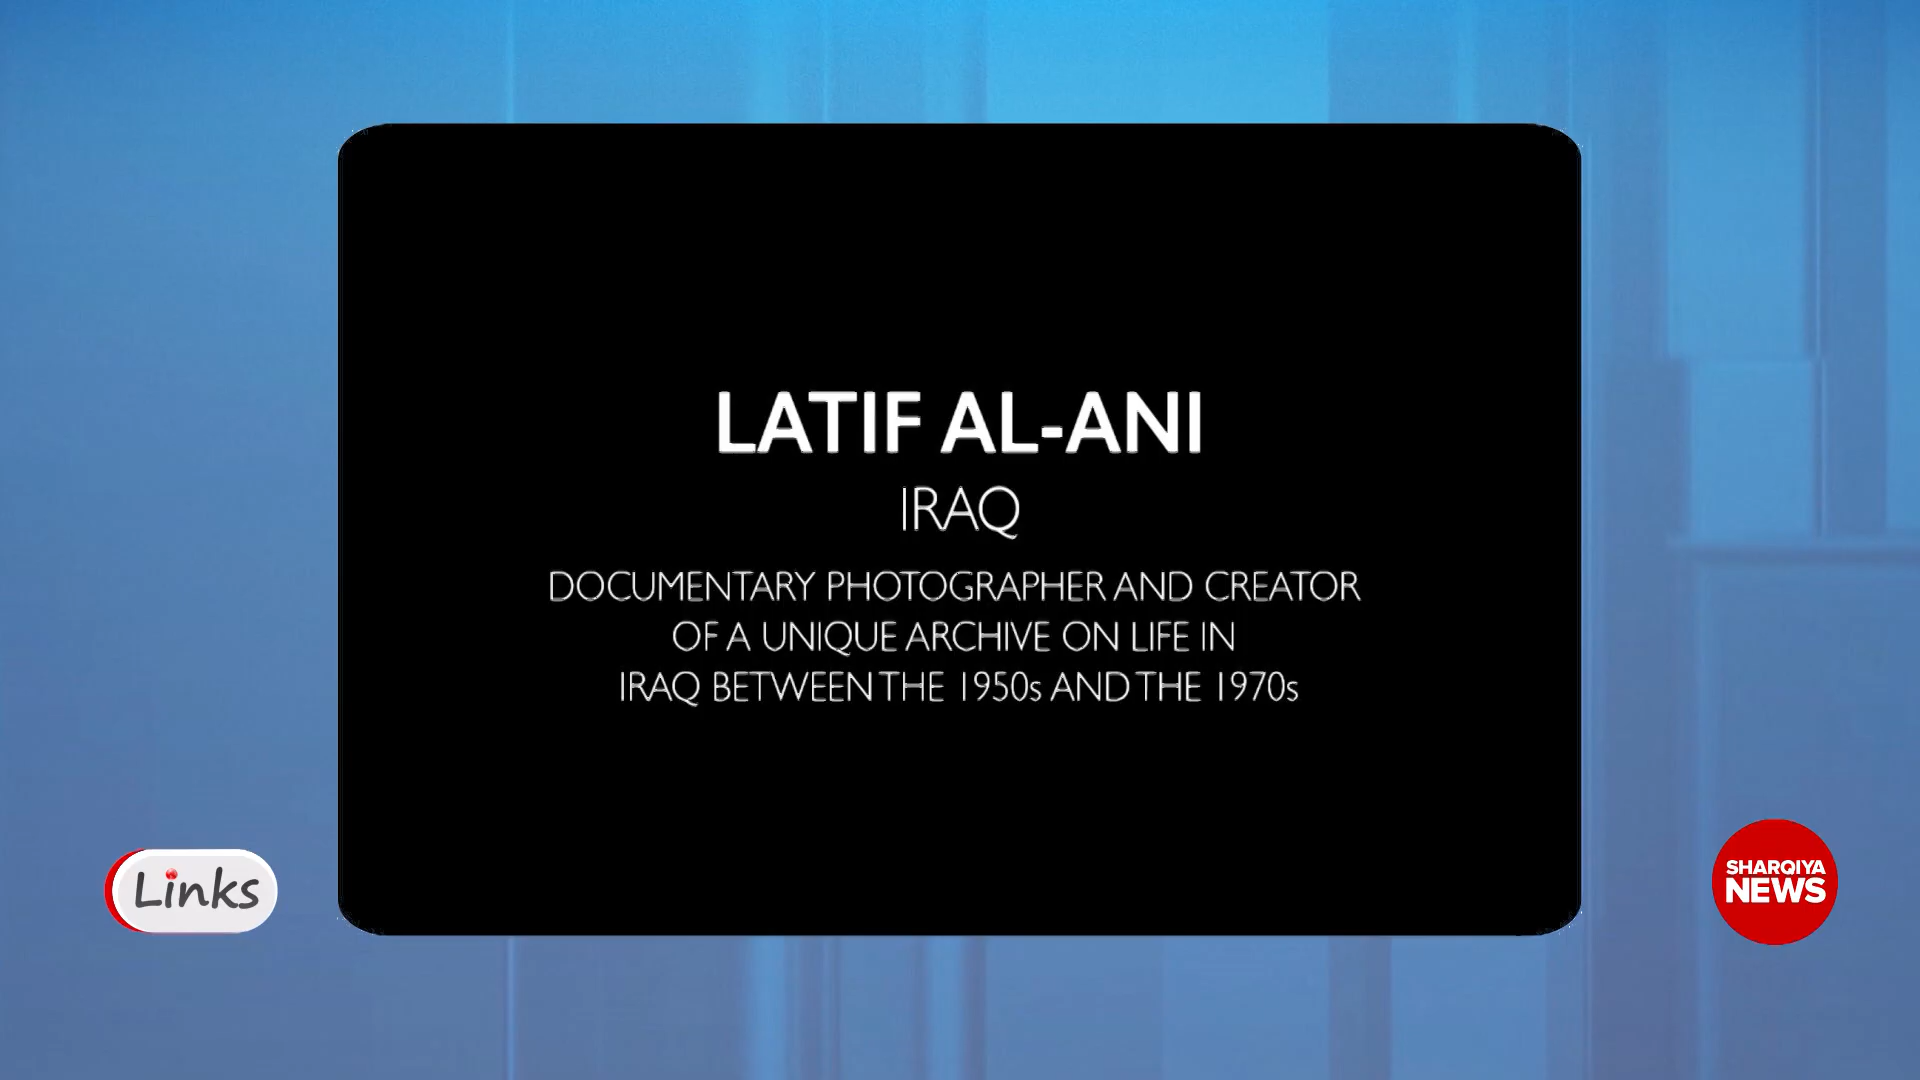 LATIF AL-ANI
IRAQ
DOCUMENTARY PHOTOGRAPHER AND CREATOR
OF A UNIQUE ARCHIVE ON LIFE IN
IRAQ BETWEEN THE 1950s AND THE 1970s
Links
SHARQIYA
NEWS